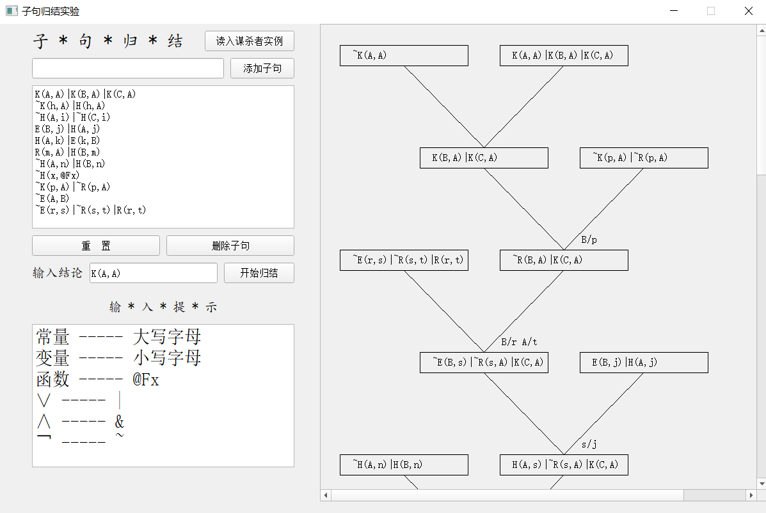 子句归结实验
子 * 句 * 归 * 结
读入谋杀者实例
添加子句
K(A,A)|K(B,A)|K(C,A)
~K(h,A)|H(h,A)
~H(A,i)|~H(C,i)
E(B,j)|H(A,j)
H(A,k)|E(k,B)
R(m,A)|H(B,m)
~H(A,n)|H(B,n)
~H(x,@Fx)
~K(p,A)|~R(p,A)
~E(A,B)
~E(r,s)|~R(s,t)|R(r,t)
重 置
删除子句
输入结论
K(A,A)
开始归结
输 * 入 * 提 * 示
常量 ----- 大写字母
变量 ----- 小写字母
函数 ----- @Fx
∨ ----- |
∧ ----- &
¬ ----- ~
~K(A,A)
K(A,A)|K(B,A)|K(C,A)
K(B,A)|K(C,A)
~K(p,A)|~R(p,A)
B/p
~E(r,s)|~R(s,t)|R(r,t)
~R(B,A)|K(C,A)
B/r A/t
~E(B,s)|~R(s,A)|K(C,A)
E(B,j)|H(A,j)
s/j
~H(A,n)|H(B,n)
H(A,s)|~R(s,A)|K(C,A)